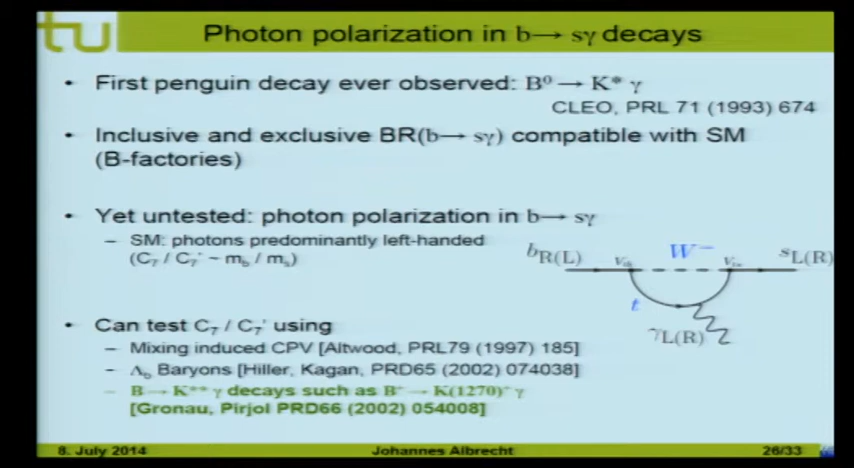 tu
Photon polarization in b→ sγ decays
• First penguin decay ever observed: B⁰ → K* γ
CLEO, PRL 71 (1993) 674
• Inclusive and exclusive BR(b→ sγ) compatible with SM
(B-factories)
• Yet untested: photon polarization in b→ sγ
– SM: photons predominantly left-handed
(C₇ / C₇' ~ m_b / m_s)
b_R(L) V_tb W⁻ V_ts s_L(R)
t
γ_L(R)
• Can test C₇ / C₇' using
– Mixing induced CPV [Altwood, PRL79 (1997) 185]
– Λ_b Baryons [Hiller, Kagan, PRD65 (2002) 074038]
– B → K** γ decays such as B⁺ → K(1270)⁺ γ
[Gronau, Pirjol PRD66 (2002) 054008]
8. July 2014 Johannes Albrecht 26/33